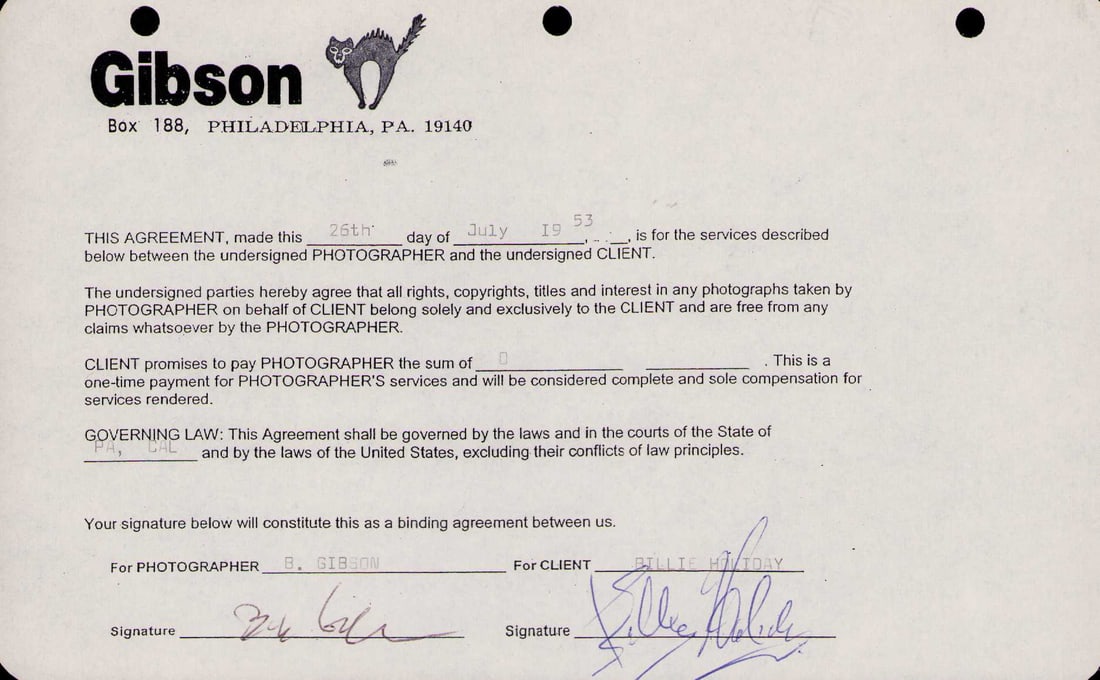 Gibson
Box 188, PHILADELPHIA, PA. 19140
THIS AGREEMENT, made this 26th day of July I9 53, is for the services described
below between the undersigned PHOTOGRAPHER and the undersigned CLIENT.
The undersigned parties hereby agree that all rights, copyrights, titles and interest in any photographs taken by
PHOTOGRAPHER on behalf of CLIENT belong solely and exclusively to the CLIENT and are free from any
claims whatsoever by the PHOTOGRAPHER.
CLIENT promises to pay PHOTOGRAPHER the sum of 0 . This is a
one-time payment for PHOTOGRAPHER'S services and will be considered complete and sole compensation for
services rendered.
GOVERNING LAW: This Agreement shall be governed by the laws and in the courts of the State of
PA, CAL and by the laws of the United States, excluding their conflicts of law principles.
Your signature below will constitute this as a binding agreement between us.
For PHOTOGRAPHER B. GIBSON For CLIENT BILLIE HOLIDAY
Signature Signature Billie Holiday